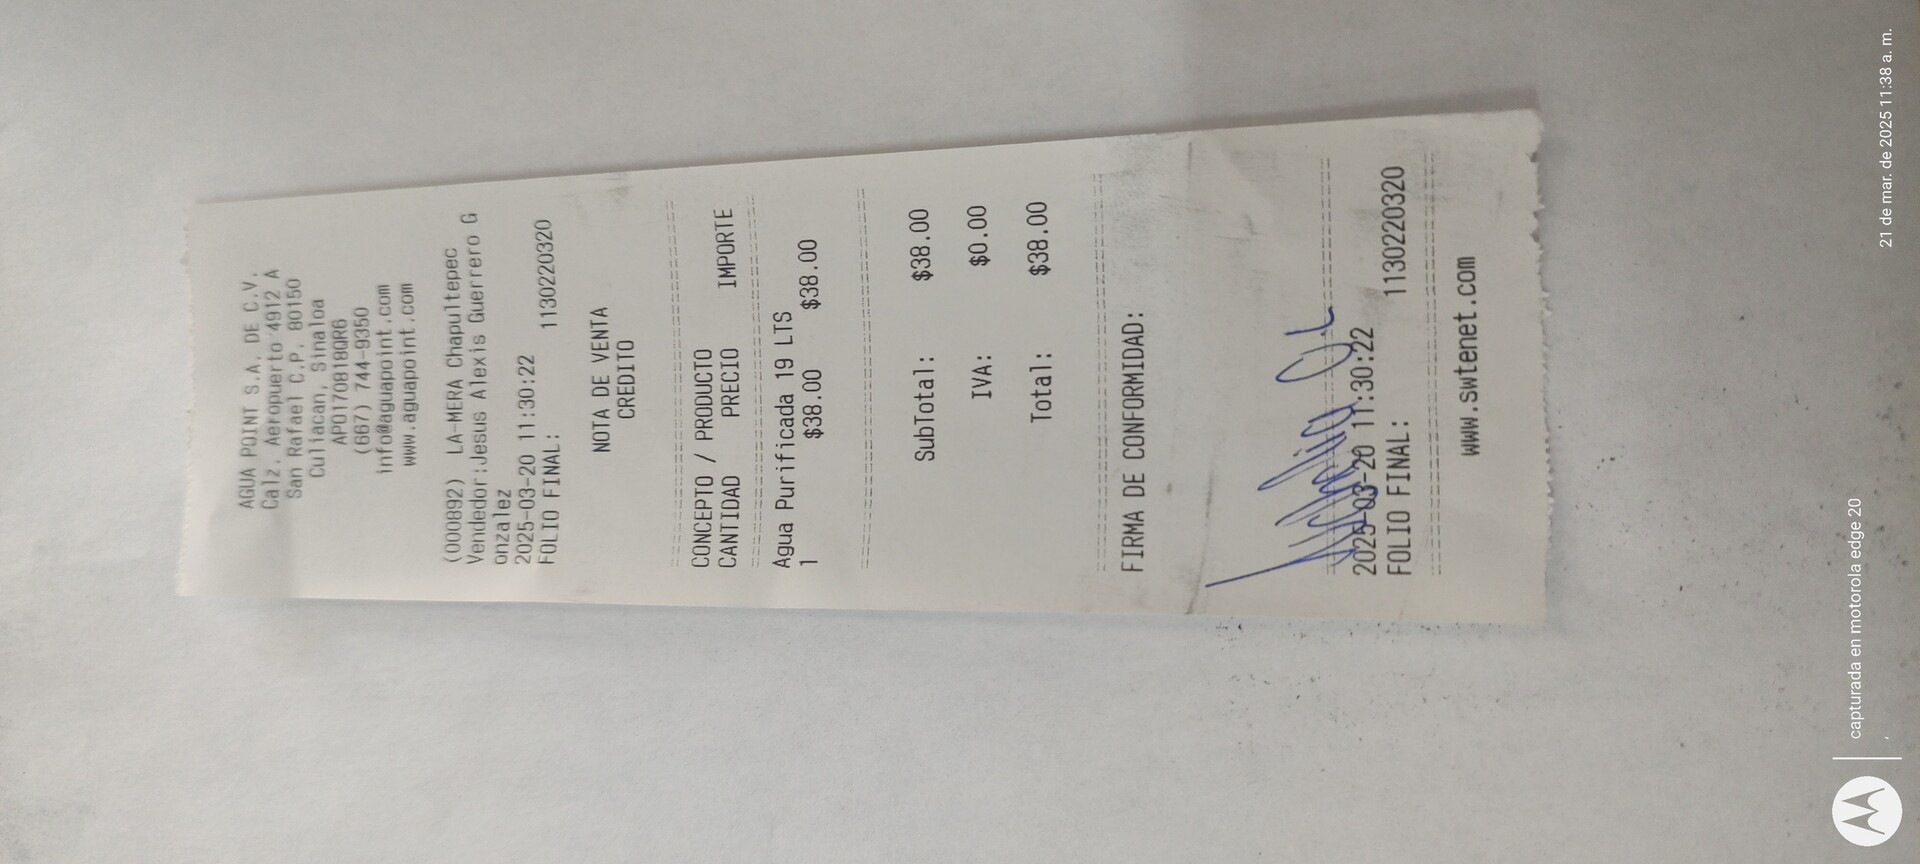 AGUA POINT S.A. DE C.V.
Calz. Aeropuerto 4912 A
San Rafael C.P. 80150
Culiacan, Sinaloa
APO170818QR6
(667) 744-9350
info@aguapoint.com
www.aguapoint.com
(000892) LA-MERA Chapultepec
Vendedor:Jesus Alexis Guerrero G
onzalez
2025-03-20 11:30:22
FOLIO FINAL: 1130220320
NOTA DE VENTA
CREDITO
CONCEPTO / PRODUCTO
CANTIDAD PRECIO IMPORTE
Agua Purificada 19 LTS
1 $38.00 $38.00
SubTotal: $38.00
IVA: $0.00
Total: $38.00
FIRMA DE CONFORMIDAD:
2025-03-20 11:30:22
FOLIO FINAL: 1130220320
www.swtenet.com
capturada en motorola edge 20
21 de mar. de 2025 11:38 a. m.